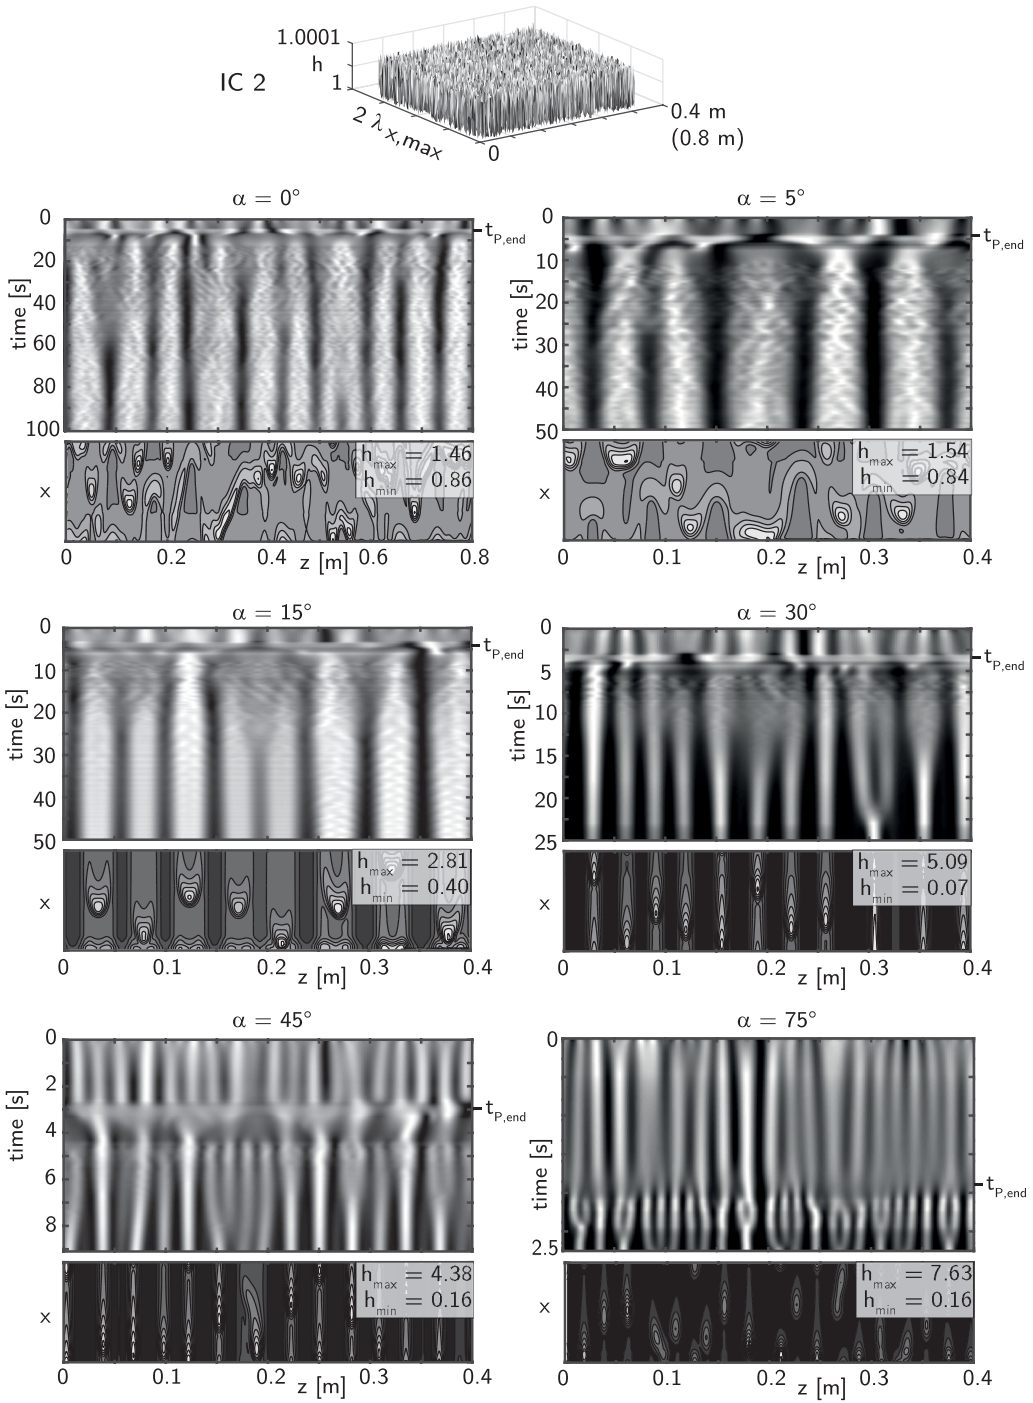 1.0001
h
1
IC 2
2 λ x,max
0
0.4 m
(0.8 m)
α = 0°
0
20
40
60
80
100
time [s]
t P,end
h max = 1.46
h min = 0.86
x
0 0.2 0.4 0.6 0.8
z [m]
α = 5°
0
10
20
30
40
50
time [s]
t P,end
h max = 1.54
h min = 0.84
x
0 0.1 0.2 0.3 0.4
z [m]
α = 15°
0
10
20
30
40
50
time [s]
t P,end
h max = 2.81
h min = 0.40
x
0 0.1 0.2 0.3 0.4
z [m]
α = 30°
0
5
10
15
20
25
time [s]
t P,end
h max = 5.09
h min = 0.07
x
0 0.1 0.2 0.3 0.4
z [m]
α = 45°
0
2
4
6
8
time [s]
t P,end
h max = 4.38
h min = 0.16
x
0 0.1 0.2 0.3 0.4
z [m]
α = 75°
0
2.5
time [s]
t P,end
h max = 7.63
h min = 0.16
x
0 0.1 0.2 0.3 0.4
z [m]